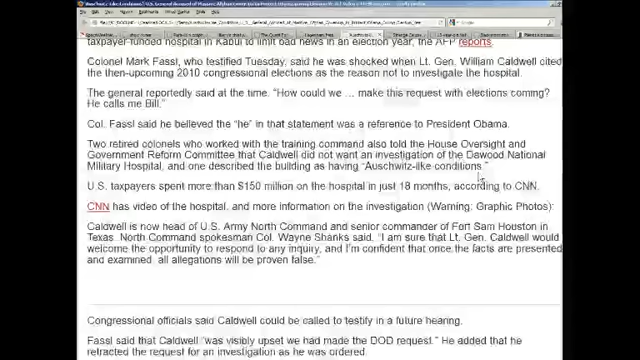 taxpayer-funded hospital in Kabul to limit bad news in an election year, the AFP reports.
Colonel Mark Fassl, who testified Tuesday, said he was shocked when Lt. Gen. William Caldwell cited
the then-upcoming 2010 congressional elections as the reason not to investigate the hospital.
The general reportedly said at the time. "How could we ... make this request with elections coming?
He calls me Bill."
Col. Fassl said he believed the "he" in that statement was a reference to President Obama.
Two retired colonels who worked with the training command also told the House Oversight and
Government Reform Committee that Caldwell did not want an investigation of the Dawood National
Military Hospital, and one described the building as having "Auschwitz-like conditions."
U.S. taxpayers spent more than $150 million on the hospital in just 18 months, according to CNN.
CNN has video of the hospital, and more information on the investigation (Warning: Graphic Photos):
Caldwell is now head of U.S. Army North Command and senior commander of Fort Sam Houston in
Texas. North Command spokesman Col. Wayne Shanks said, "I am sure that Lt. Gen. Caldwell would
welcome the opportunity to respond to any inquiry, and I'm confident that once the facts are presented
and examined, all allegations will be proven false."
Congressional officials said Caldwell could be called to testify in a future hearing.
Fassl said that Caldwell "was visibly upset we had made the DOD request." He added that he
retracted the request for an investigation as he was ordered.